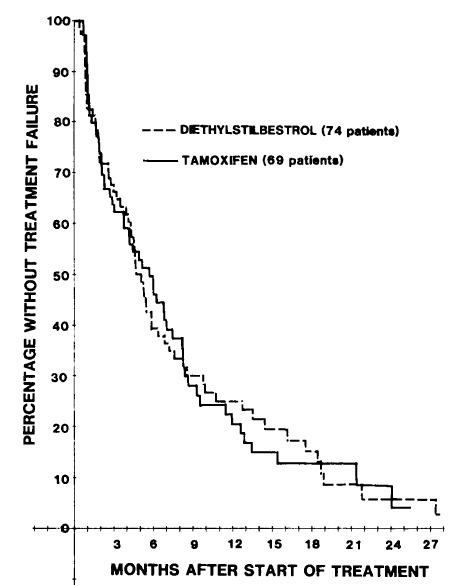 PERCENTAGE WITHOUT TREATMENT FAILURE
100
90
80
70
60
50
40
30
20
10
0
DIETHYLSTILBESTROL (74 patients)
TAMOXIFEN (69 patients)
3 6 9 12 15 18 21 24 27
MONTHS AFTER START OF TREATMENT